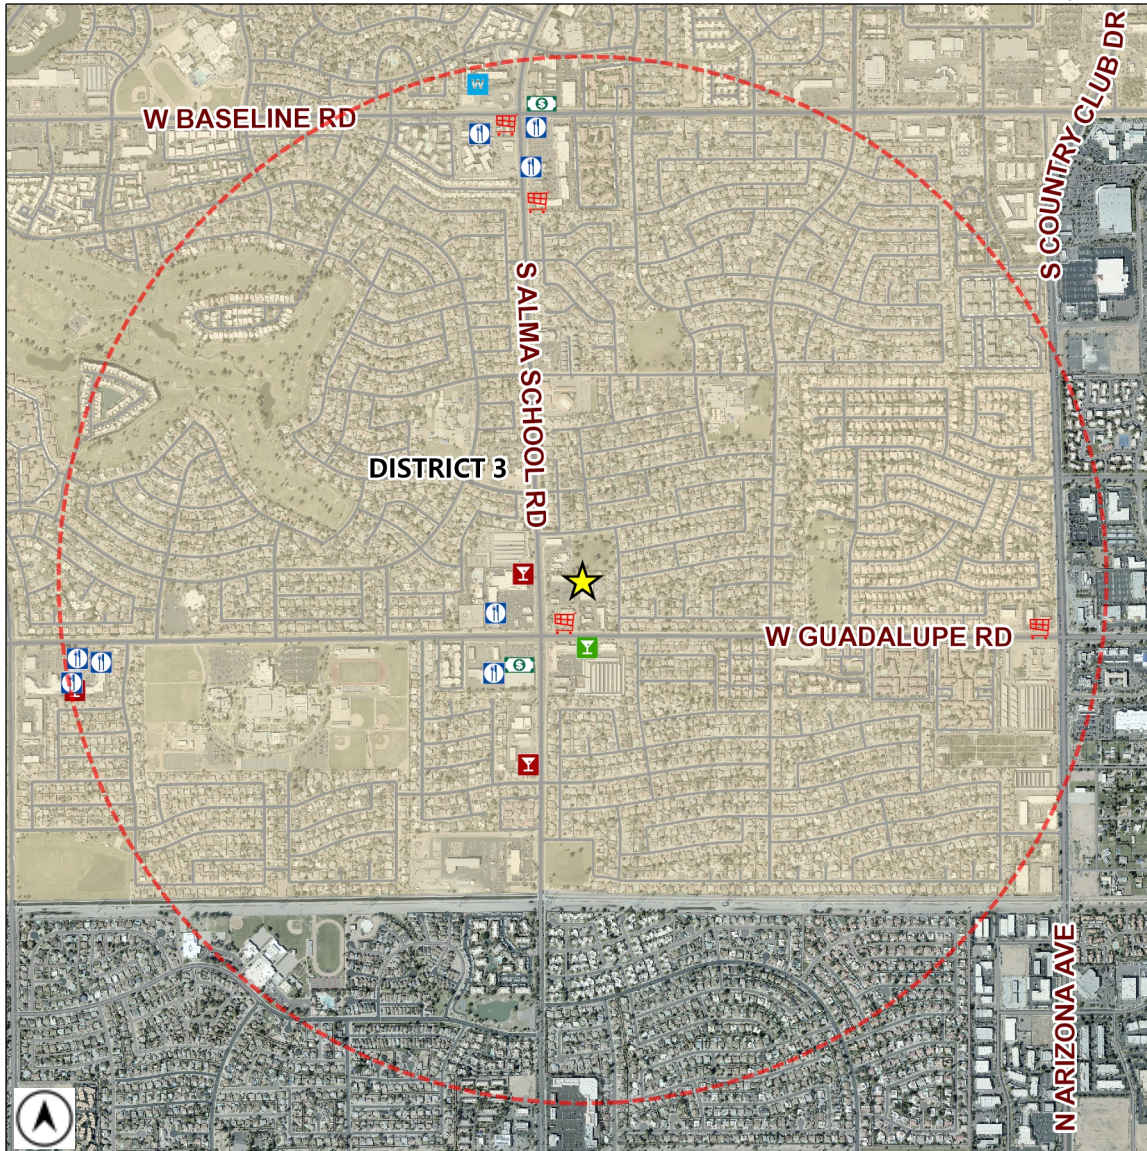 W BASELINE RD
S COUNTRY CLUB DR
S ALMA SCHOOL RD
DISTRICT 3
W GUADALUPE RD
N ARIZONA AVE